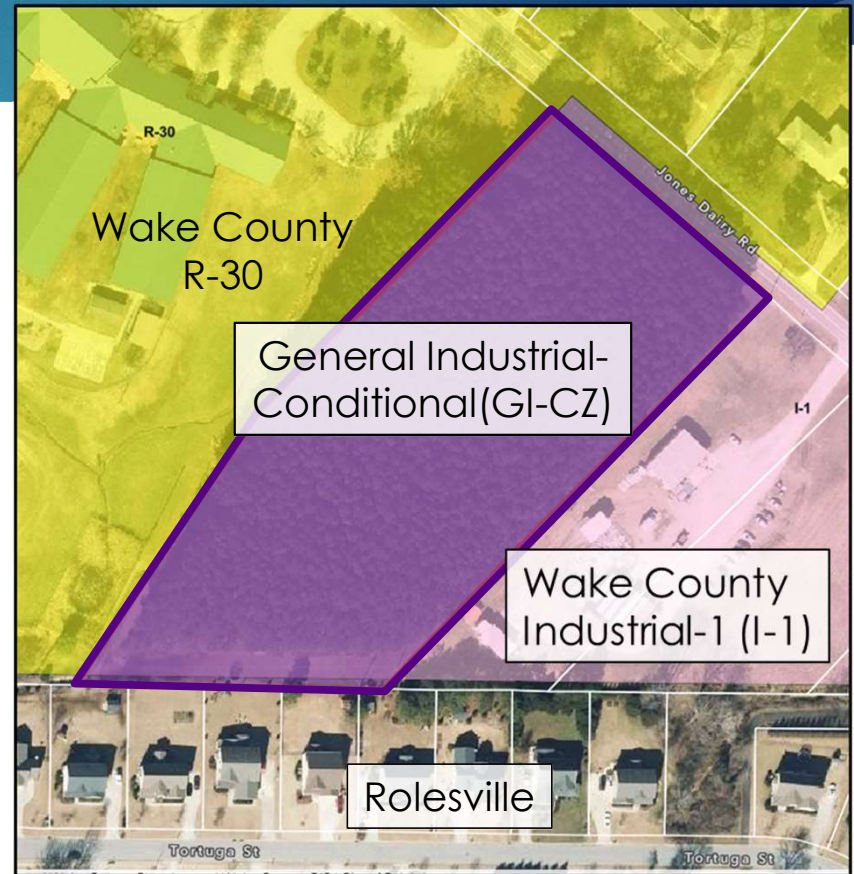 R-30
Wake County
R-30
Jones Dairy Rd
General Industrial-
Conditional(GI-CZ)
I-1
Wake County
Industrial-1 (I-1)
Rolesville
Tortuga St
Tortuga St